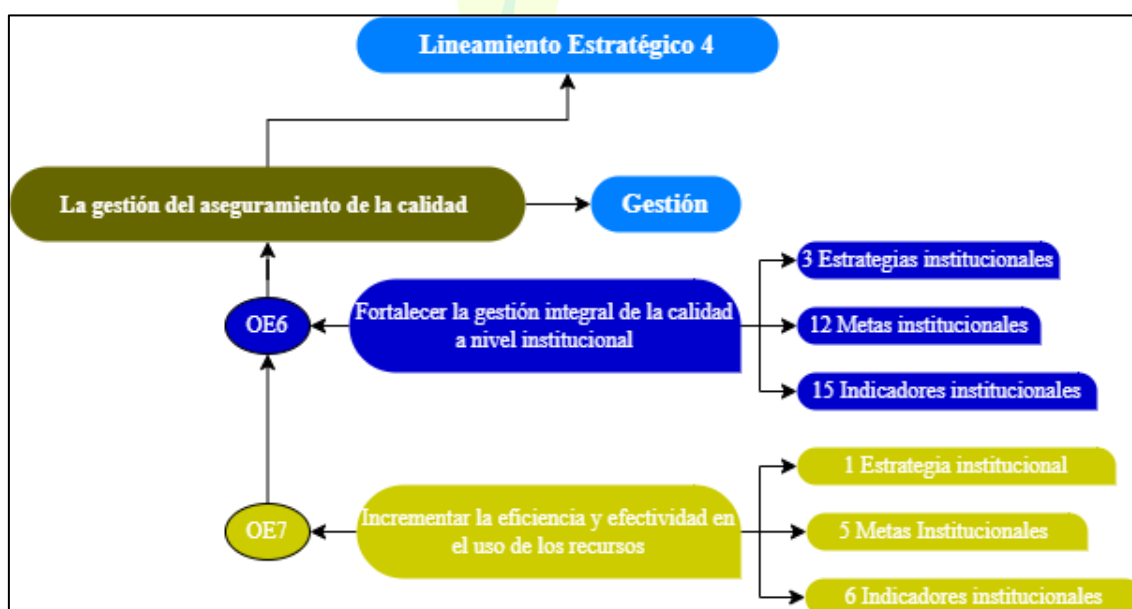 Lineamiento Estratégico 4
La gestión del aseguramiento de la calidad
Gestión
OE6
Fortalecer la gestión integral de la calidad
a nivel institucional
3 Estrategias institucionales
12 Metas institucionales
15 Indicadores institucionales
OE7
Incrementar la eficiencia y efectividad en
el uso de los recursos
1 Estrategia institucional
5 Metas Institucionales
6 Indicadores institucionales